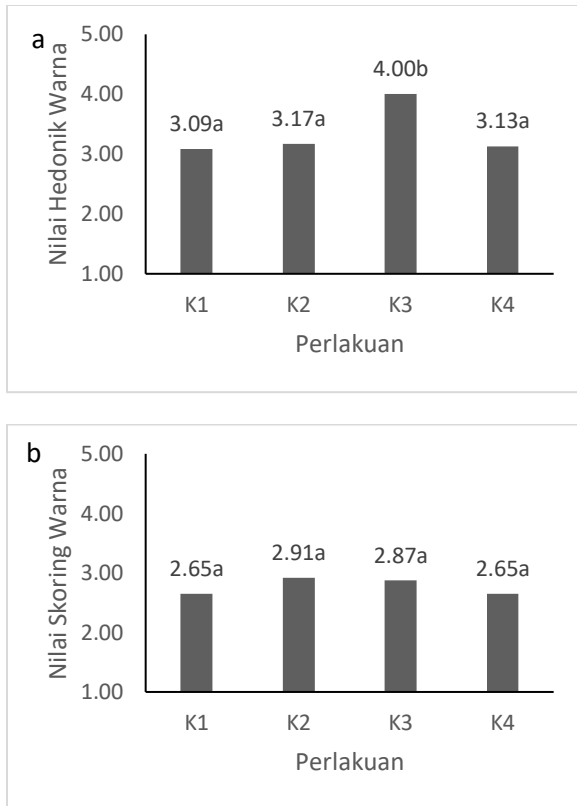 a
Nilai Hedonik Warna
5.00
4.00
3.00
2.00
1.00
3.09a
3.17a
4.00b
3.13a
K1 K2 K3 K4
Perlakuan
b
Nilai Skoring Warna
5.00
4.00
3.00
2.00
1.00
2.65a
2.91a
2.87a
2.65a
K1 K2 K3 K4
Perlakuan